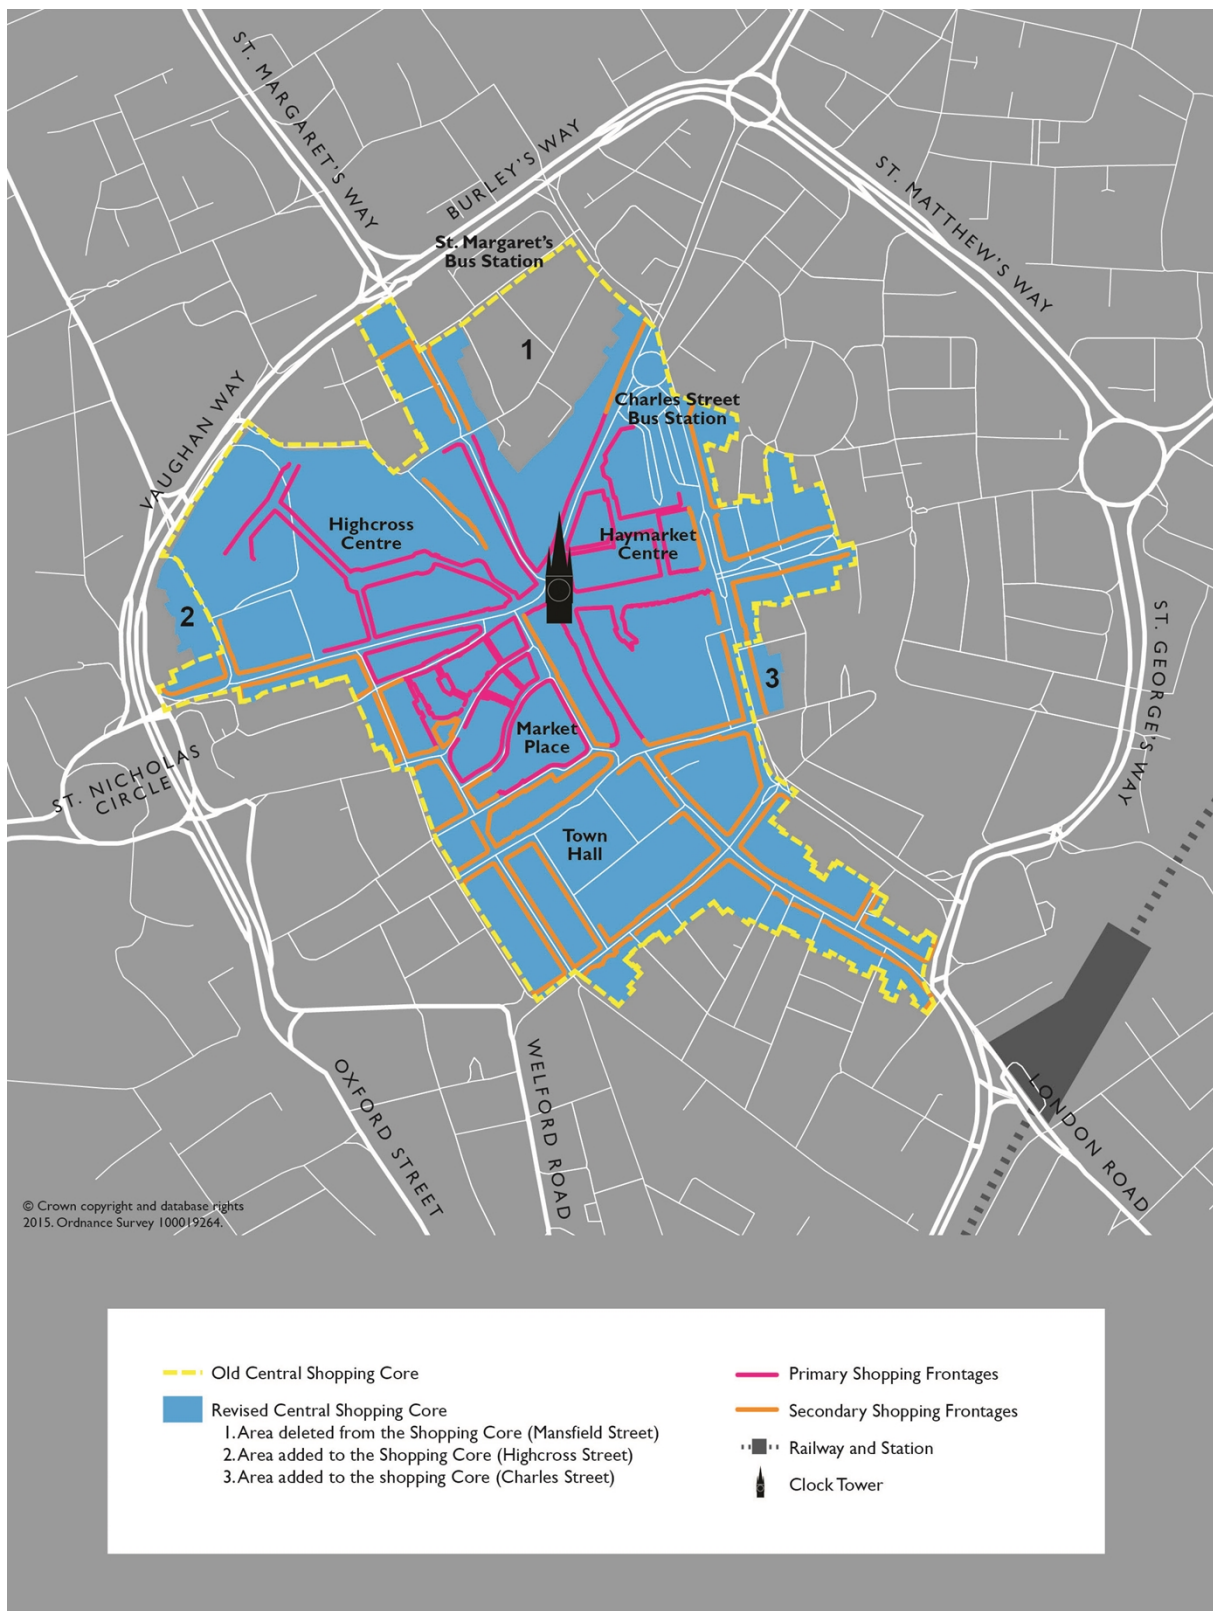 ST. MARGARET'S WAY
BURLEY'S WAY
ST. MATTHEW'S WAY
St. Margaret's
Bus Station
1
Charles Street
Bus Station
VAUGHAN WAY
Highcross
Centre
Haymarket
Centre
2
3
ST. GEORGE'S WAY
Market
Place
ST. NICHOLAS
CIRCLE
Town
Hall
OXFORD STREET
WELFORD ROAD
LONDON ROAD
© Crown copyright and database rights
2015. Ordnance Survey 100019264.
Old Central Shopping Core
Revised Central Shopping Core
1. Area deleted from the Shopping Core (Mansfield Street)
2. Area added to the Shopping Core (Highcross Street)
3. Area added to the shopping Core (Charles Street)
Primary Shopping Frontages
Secondary Shopping Frontages
Railway and Station
Clock Tower